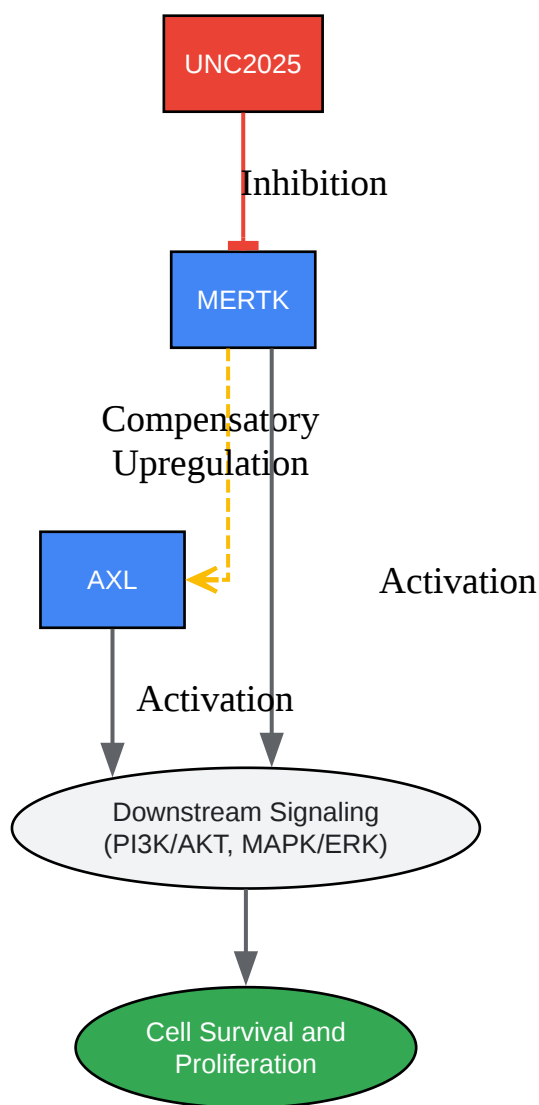 UNC2025
Inhibition
MERTK
Compensatory
Upregulation
AXL
Activation
Activation
Downstream Signaling
(PI3K/AKT, MAPK/ERK)
Cell Survival and
Proliferation